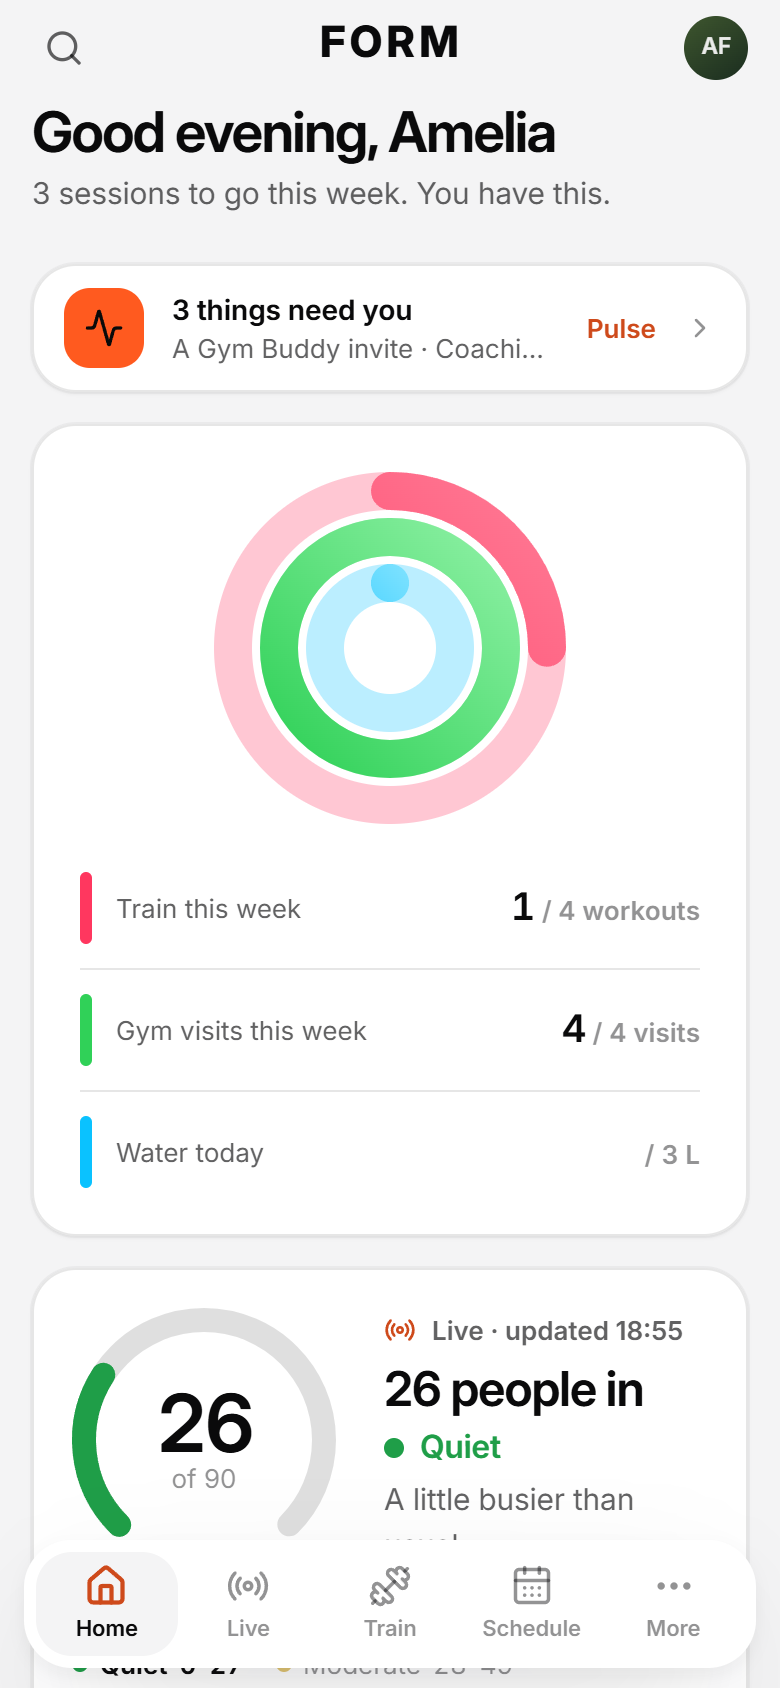 FORM
AF
Good evening, Amelia
3 sessions to go this week. You have this.
3 things need you
A Gym Buddy invite · Coachi...
Pulse
Train this week
1 / 4 workouts
Gym visits this week
4 / 4 visits
Water today
/ 3 L
26
of 90
Live · updated 18:55
26 people in
Quiet
A little busier than
Home
Live
Train
Schedule
More